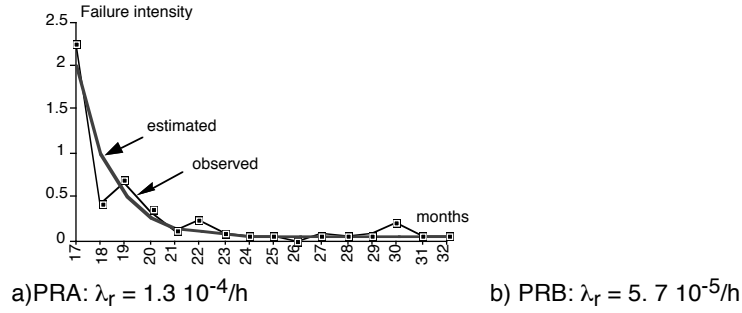 Failure intensity
2.5
2
1.5
1
0.5
0
estimated
observed
months
17 18 19 20 21 22 23 24 25 26 27 28 29 30 31 32
a)PRA: λr = 1.3 10-4/h
b) PRB: λr = 5. 7 10-5/h